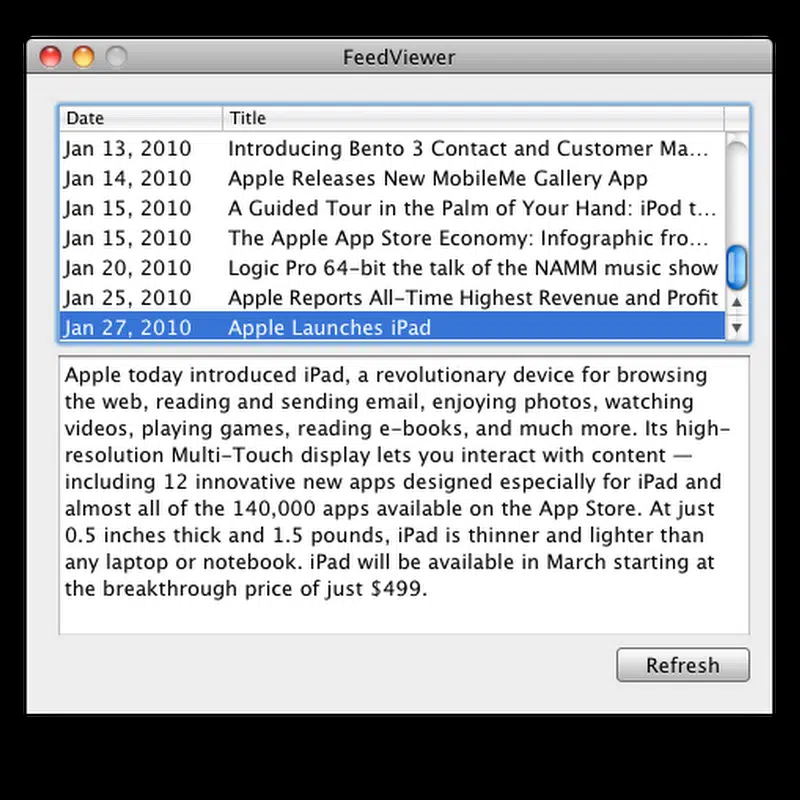 FeedViewer
Date Title
Jan 13, 2010 Introducing Bento 3 Contact and Customer Ma...
Jan 14, 2010 Apple Releases New MobileMe Gallery App
Jan 15, 2010 A Guided Tour in the Palm of Your Hand: iPod t...
Jan 15, 2010 The Apple App Store Economy: Infographic fro...
Jan 20, 2010 Logic Pro 64-bit the talk of the NAMM music show
Jan 25, 2010 Apple Reports All-Time Highest Revenue and Profit
Jan 27, 2010 Apple Launches iPad
Apple today introduced iPad, a revolutionary device for browsing
the web, reading and sending email, enjoying photos, watching
videos, playing games, reading e-books, and much more. Its high-
resolution Multi-Touch display lets you interact with content —
including 12 innovative new apps designed especially for iPad and
almost all of the 140,000 apps available on the App Store. At just
0.5 inches thick and 1.5 pounds, iPad is thinner and lighter than
any laptop or notebook. iPad will be available in March starting at
the breakthrough price of just $499.
Refresh